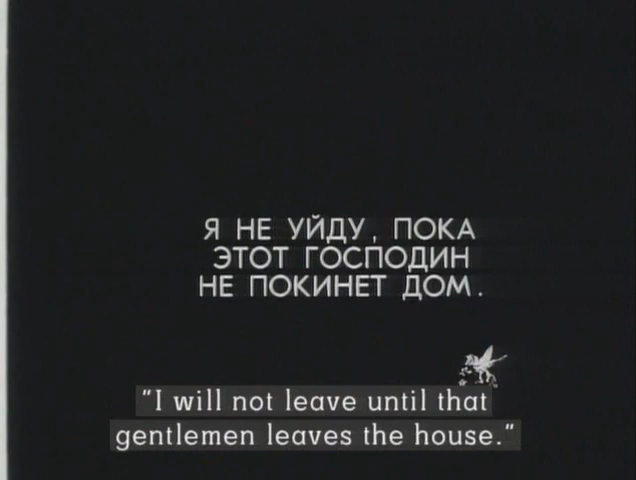 Я НЕ УЙДУ, ПОКА
ЭТОТ ГОСПОДИН
НЕ ПОКИНЕТ ДОМ.
"I will not leave until that
gentlemen leaves the house."